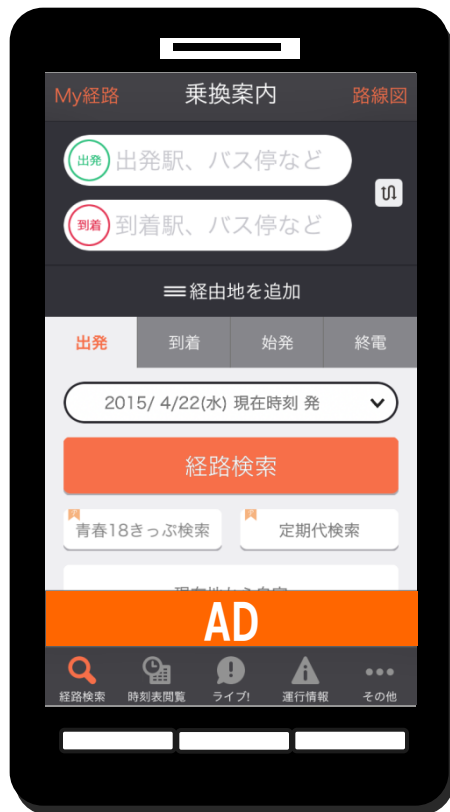 My経路 乗換案内 路線図
出発 出発駅、バス停など
到着 到着駅、バス停など
経由地を追加
出発 到着 始発 終電
2015/ 4/22(水) 現在時刻 発
経路検索
青春18きっぷ検索 定期代検索
AD
経路検索 時刻表閲覧 ライブ! 運行情報 その他